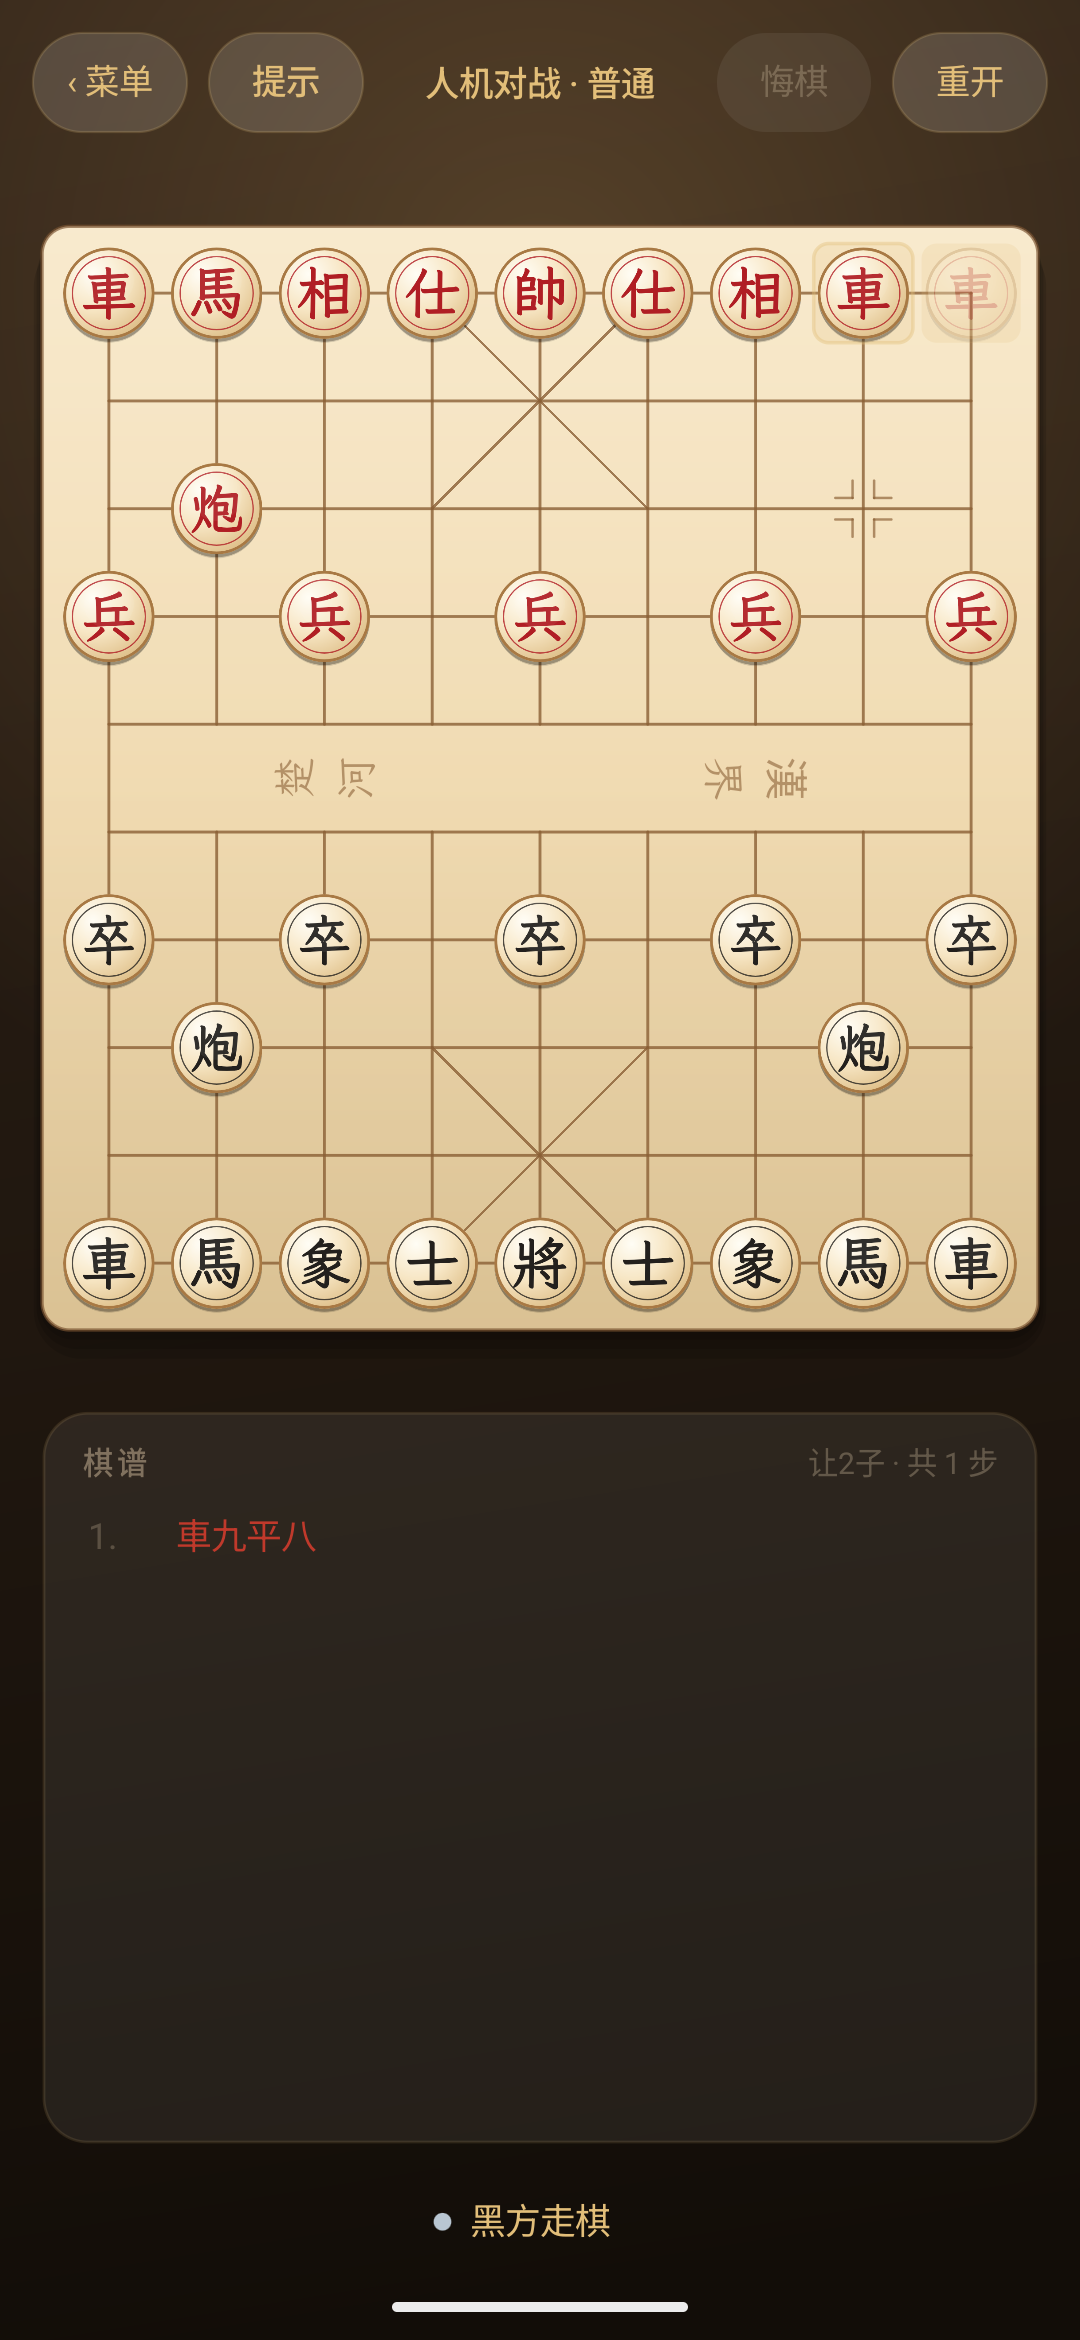 ‹ 菜单 提示 人机对战 · 普通 悔棋 重开
車 馬 相 仕 帥 仕 相 車 車
炮
兵 兵 兵 兵 兵
楚 河 界 漢
卒 卒 卒 卒 卒
炮 炮
車 馬 象 士 將 士 象 馬 車
棋谱 让2子 · 共 1 步
1. 車九平八
黑方走棋